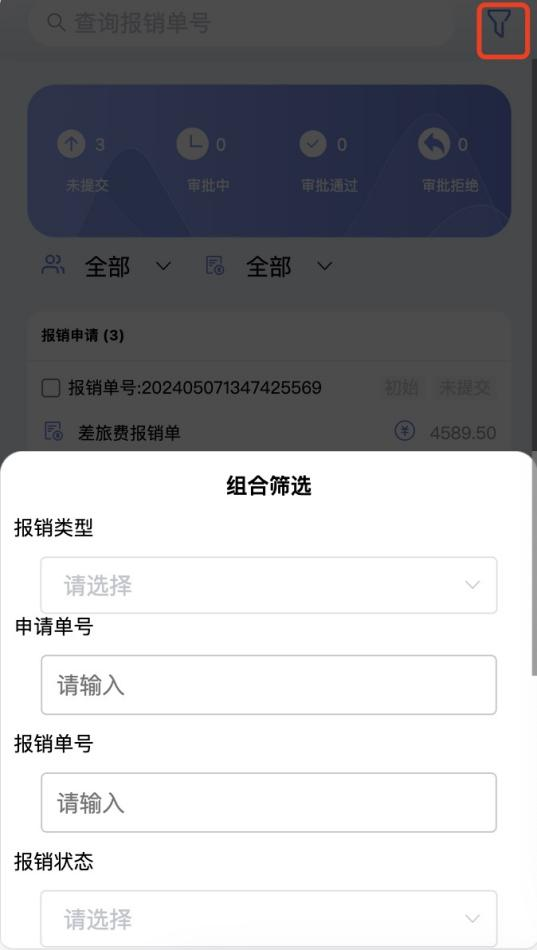 查询报销单号
3 0 0 0
未提交 审批中 审批通过 审批拒绝
全部 全部
报销申请 (3)
报销单号:202405071347425569 初始 未提交
差旅费报销单 ¥ 4589.50
组合筛选
报销类型
请选择
申请单号
请输入
报销单号
请输入
报销状态
请选择